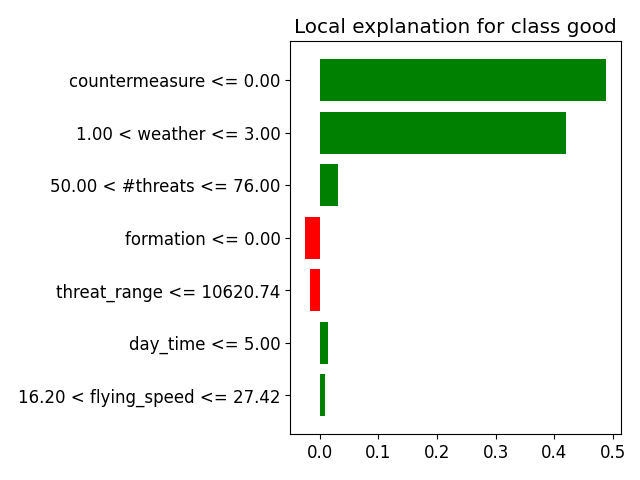 Local explanation for class good
countermeasure <= 0.00
1.00 < weather <= 3.00
50.00 < #threats <= 76.00
formation <= 0.00
threat_range <= 10620.74
day_time <= 5.00
16.20 < flying_speed <= 27.42
0.0 0.1 0.2 0.3 0.4 0.5